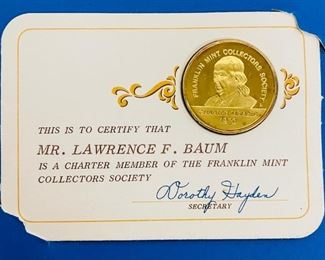 FRANKLIN MINT COLLECTORS SOCIETY
THIS IS TO CERTIFY THAT
MR. LAWRENCE F. BAUM
IS A CHARTER MEMBER OF THE FRANKLIN MINT
COLLECTORS SOCIETY
Dorothy Hayden
SECRETARY